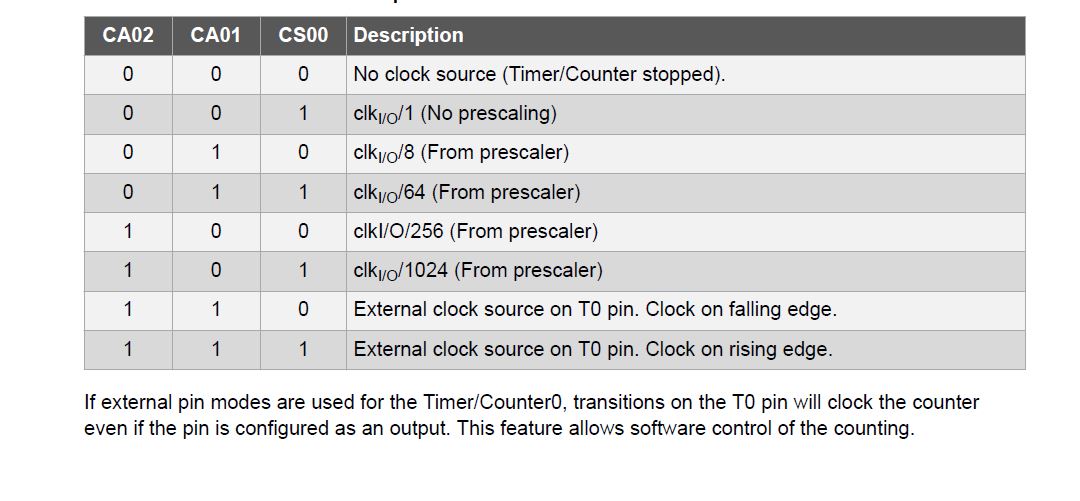 CA02 CA01 CS00 Description
0 0 0 No clock source (Timer/Counter stopped).
0 0 1 clkI/O/1 (No prescaling)
0 1 0 clkI/O/8 (From prescaler)
0 1 1 clkI/O/64 (From prescaler)
1 0 0 clkI/O/256 (From prescaler)
1 0 1 clkI/O/1024 (From prescaler)
1 1 0 External clock source on T0 pin. Clock on falling edge.
1 1 1 External clock source on T0 pin. Clock on rising edge.
If external pin modes are used for the Timer/Counter0, transitions on the T0 pin will clock the counter
even if the pin is configured as an output. This feature allows software control of the counting.